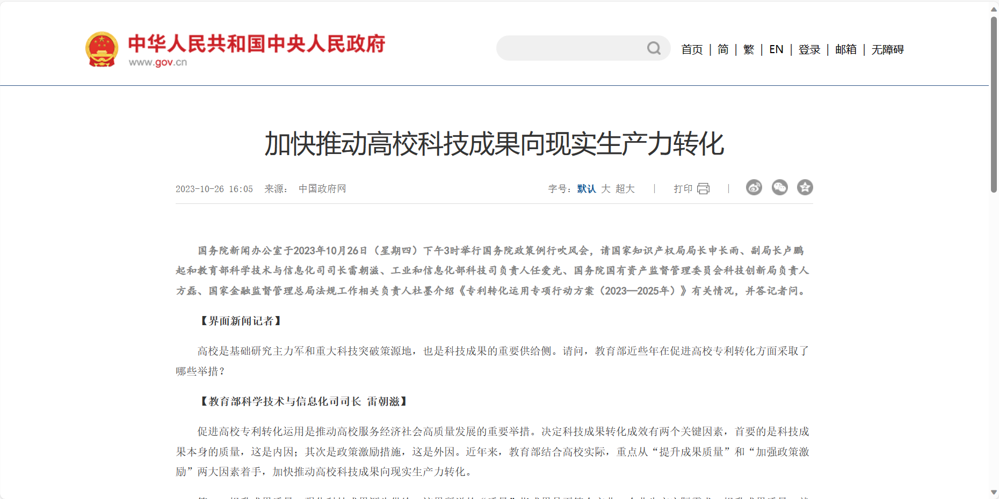 中华人民共和国中央人民政府
www.gov.cn
首页 | 简 | 繁 | EN | 登录 | 邮箱 | 无障碍
加快推动高校科技成果向现实生产力转化
2023-10-26 16:05 来源： 中国政府网
字号：默认 大 超大 | 打印 |
国务院新闻办公室于2023年10月26日（星期四）下午3时举行国务院政策例行吹风会，请国家知识产权局局长申长雨、副局长卢鹏
起和教育部科学技术与信息化司司长雷朝滋、工业和信息化部科技司负责人任爱光、国务院国有资产监督管理委员会科技创新局负责人
方磊、国家金融监督管理总局法规工作相关负责人杜墨介绍《专利转化运用专项行动方案（2023—2025年）》有关情况，并答记者问。
【界面新闻记者】
高校是基础研究主力军和重大科技突破策源地，也是科技成果的重要供给侧。请问，教育部近些年在促进高校专利转化方面采取了
哪些举措？
【教育部科学技术与信息化司司长 雷朝滋】
促进高校专利转化运用是推动高校服务经济社会高质量发展的重要举措。决定科技成果转化成效有两个关键因素，首要的是科技成
果本身的质量，这是内因；其次是政策激励措施，这是外因。近年来，教育部结合高校实际，重点从“提升成果质量”和“加强政策激
励”两大因素着手，加快推动高校科技成果向现实生产力转化。